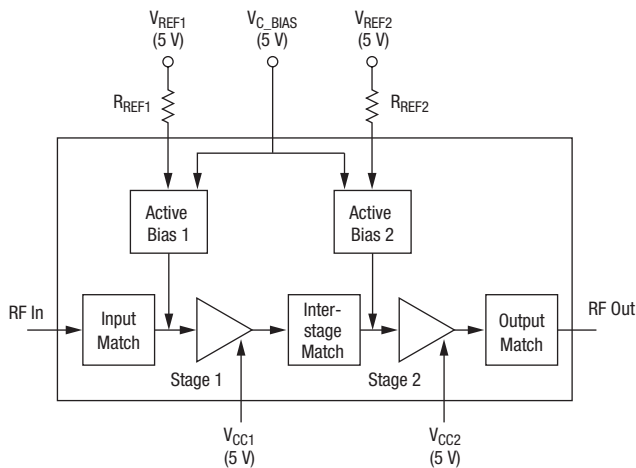 V_REF1
(5 V)
V_C_BIAS
(5 V)
V_REF2
(5 V)
R_REF1
R_REF2
Active
Bias 1
Active
Bias 2
RF In
Input
Match
Stage 1
Inter-
stage
Match
Stage 2
Output
Match
RF Out
V_CC1
(5 V)
V_CC2
(5 V)